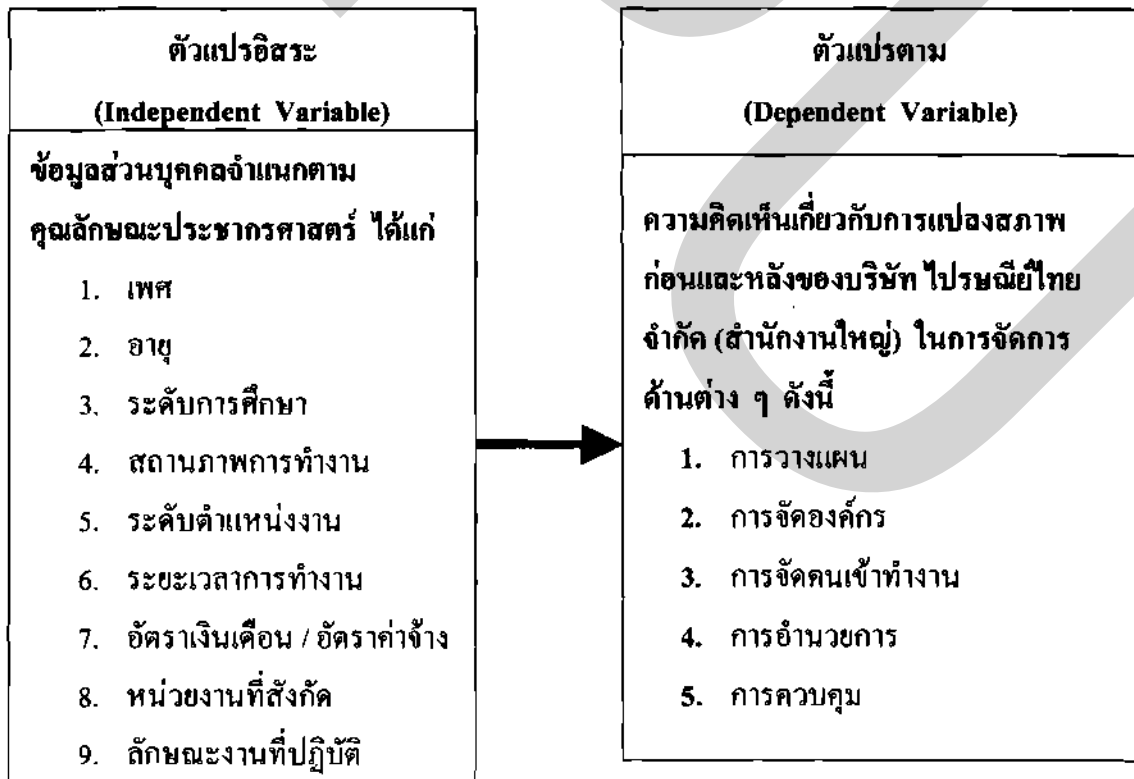 ตัวแปรอิสระ
(Independent Variable)
ข้อมูลส่วนบุคคลจำแนกตาม
คุณลักษณะประชากรศาสตร์ ได้แก่
1. เพศ
2. อายุ
3. ระดับการศึกษา
4. สถานภาพการทำงาน
5. ระดับตำแหน่งงาน
6. ระยะเวลาการทำงาน
7. อัตราเงินเดือน / อัตราค่าจ้าง
8. หน่วยงานที่สังกัด
9. ลักษณะงานที่ปฏิบัติ
ตัวแปรตาม
(Dependent Variable)
ความคิดเห็นเกี่ยวกับการแปลงสภาพ
ก่อนและหลังของบริษัท ไปรษณีย์ไทย
จำกัด (สำนักงานใหญ่) ในการจัดการ
ด้านต่าง ๆ ดังนี้
1. การวางแผน
2. การจัดองค์กร
3. การจัดคนเข้าทำงาน
4. การอำนวยการ
5. การควบคุม